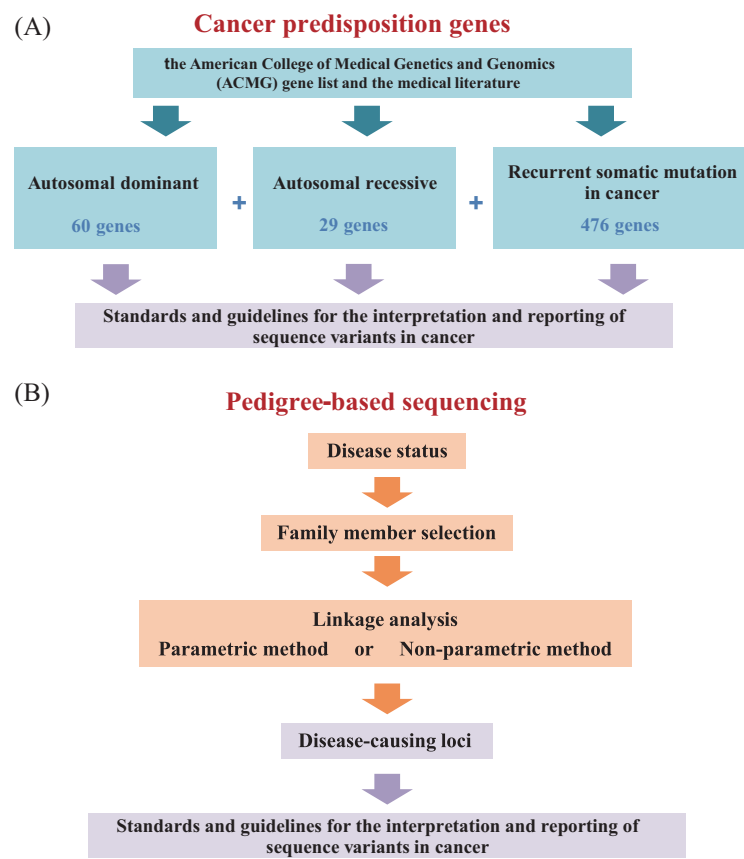 (A)
Cancer predisposition genes
the American College of Medical Genetics and Genomics
(ACMG) gene list and the medical literature
Autosomal dominant
60 genes
+
Autosomal recessive
29 genes
+
Recurrent somatic mutation
in cancer
476 genes
Standards and guidelines for the interpretation and reporting of
sequence variants in cancer
(B)
Pedigree-based sequencing
Disease status
Family member selection
Linkage analysis
Parametric method or Non-parametric method
Disease-causing loci
Standards and guidelines for the interpretation and reporting of
sequence variants in cancer